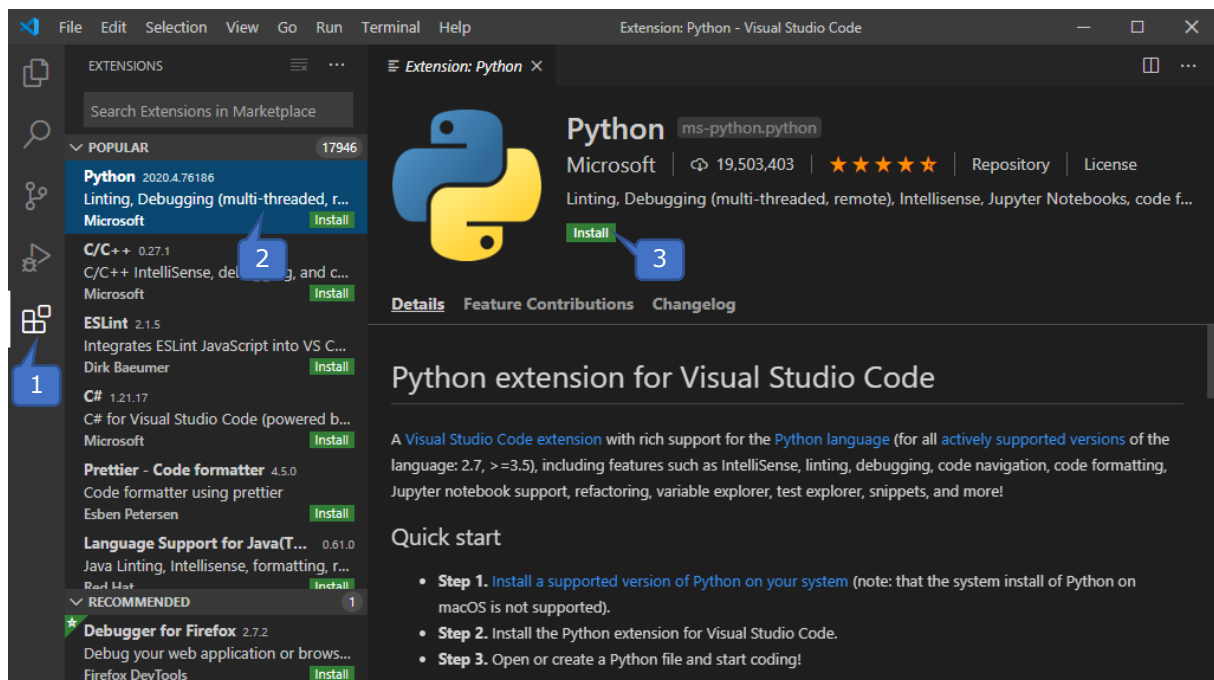 File Edit Selection View Go Run Terminal Help Extension: Python - Visual Studio Code
EXTENSIONS
Search Extensions in Marketplace
POPULAR 17946
Python 2020.4.76186
Linting, Debugging (multi-threaded, r...
Microsoft Install
2
C/C++ 0.27.1
C/C++ IntelliSense, g, and c...
Microsoft Install
ESLint 2.1.5
Integrates ESLint JavaScript into VS C...
Dirk Baeumer Install
1
C# 1.21.17
C# for Visual Studio Code (powered b...
Microsoft Install
Prettier - Code formatter 4.5.0
Code formatter using prettier
Esben Petersen Install
Language Support for Java(T... 0.61.0
Java Linting, Intellisense, formatting, r...
Red Hat Install
RECOMMENDED 1
Debugger for Firefox 2.7.2
Debug your web application or brows...
Firefox DevTools Install
Extension: Python
Python ms-python.python
Microsoft 19,503,403 Repository License
Linting, Debugging (multi-threaded, remote), Intellisense, Jupyter Notebooks, code f...
Install
3
Details Feature Contributions Changelog
Python extension for Visual Studio Code
A Visual Studio Code extension with rich support for the Python language (for all actively supported versions of the
language: 2.7, >=3.5), including features such as IntelliSense, linting, debugging, code navigation, code formatting,
Jupyter notebook support, refactoring, variable explorer, test explorer, snippets, and more!
Quick start
• Step 1. Install a supported version of Python on your system (note: that the system install of Python on
macOS is not supported).
• Step 2. Install the Python extension for Visual Studio Code.
• Step 3. Open or create a Python file and start coding!